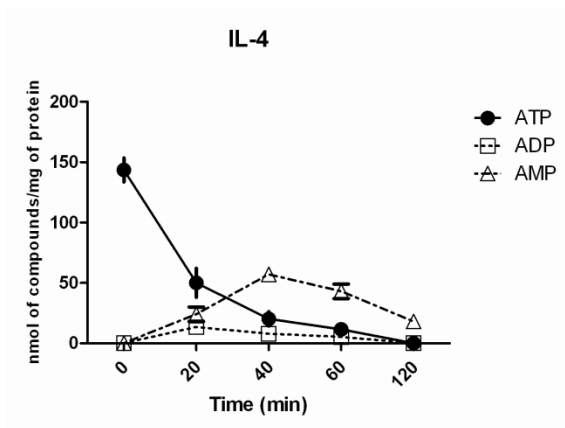 IL-4
nmol of compounds/mg of protein
200
150
100
50
0
0
20
40
60
120
Time (min)
ATP
ADP
AMP